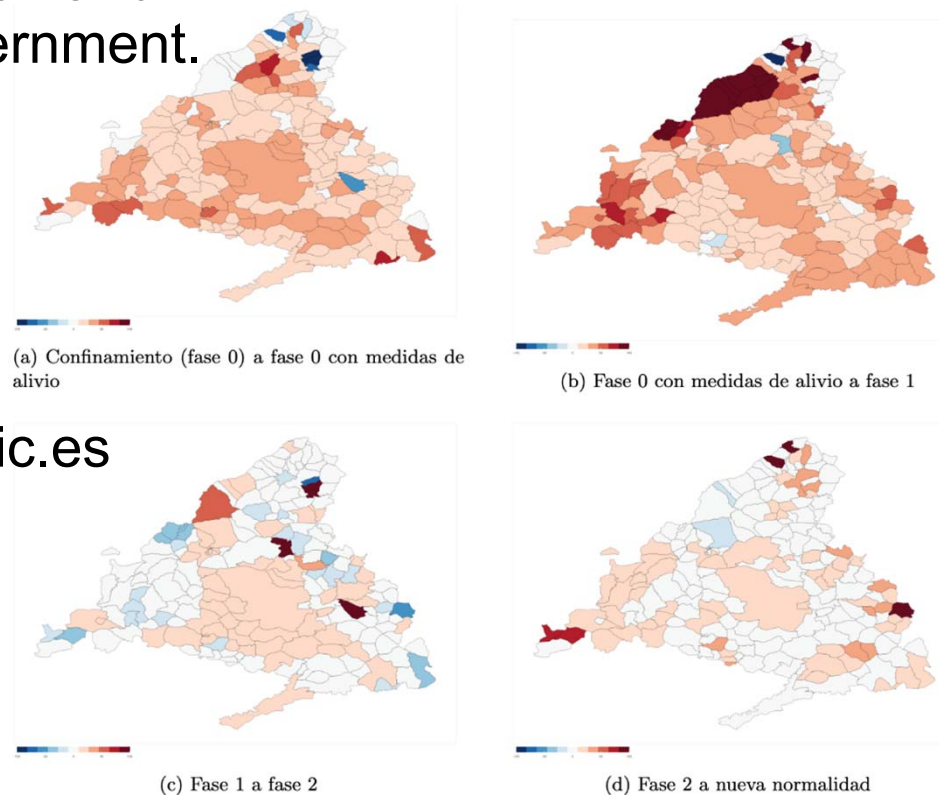 ernment.
(a) Confinamiento (fase 0) a fase 0 con medidas de
alivio
(b) Fase 0 con medidas de alivio a fase 1
ic.es
(c) Fase 1 a fase 2
(d) Fase 2 a nueva normalidad